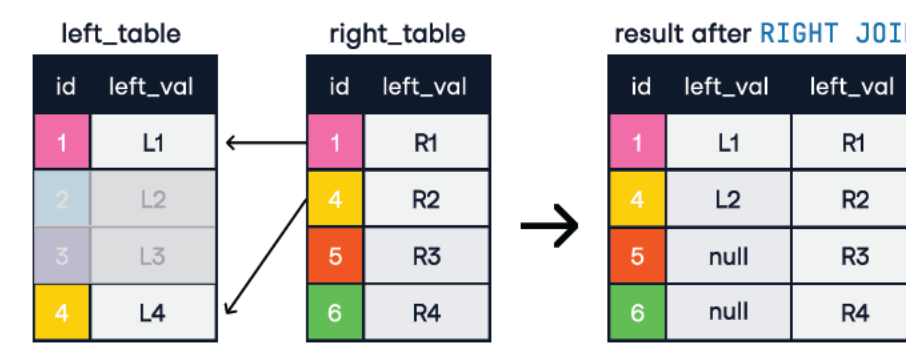 left_table
id left_val
1 L1
2 L2
3 L3
4 L4
right_table
id left_val
1 R1
4 R2
5 R3
6 R4
result after RIGHT JOI
id left_val left_val
1 L1 R1
4 L2 R2
5 null R3
6 null R4